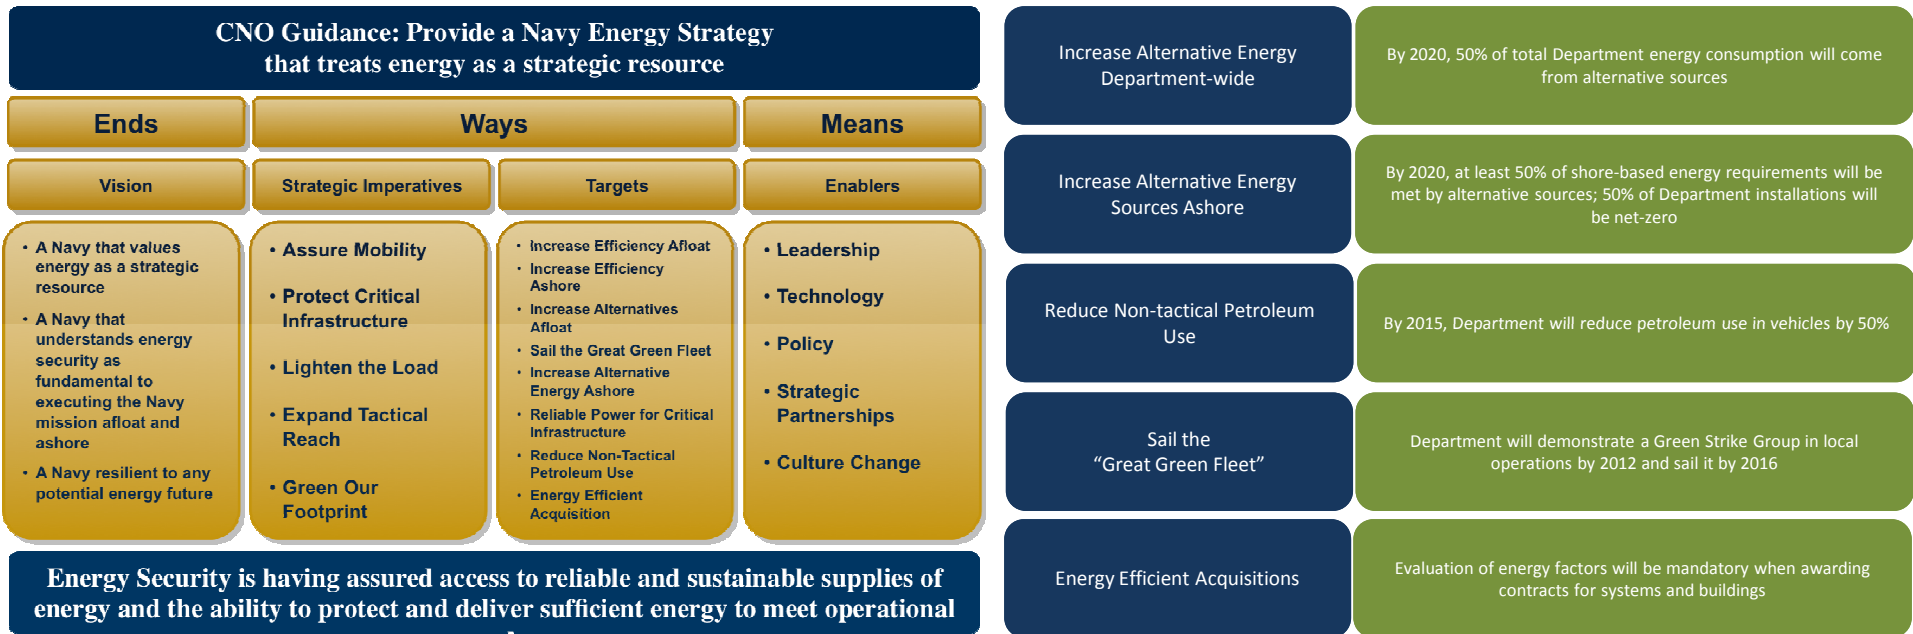 CNO Guidance: Provide a Navy Energy Strategy
that treats energy as a strategic resource
Ends
Ways
Means
Vision
Strategic Imperatives
Targets
Enablers
• A Navy that values
energy as a strategic
resource
• A Navy that
understands energy
security as
fundamental to
executing the Navy
mission afloat and
ashore
• A Navy resilient to any
potential energy future
• Assure Mobility
• Protect Critical
Infrastructure
• Lighten the Load
• Expand Tactical
Reach
• Green Our
Footprint
• Increase Efficiency Afloat
• Increase Efficiency
Ashore
• Increase Alternatives
Afloat
• Sail the Great Green Fleet
• Increase Alternative
Energy Ashore
• Reliable Power for Critical
Infrastructure
• Reduce Non-Tactical
Petroleum Use
• Energy Efficient
Acquisition
• Leadership
• Technology
• Policy
• Strategic
Partnerships
• Culture Change
Energy Security is having assured access to reliable and sustainable supplies of
energy and the ability to protect and deliver sufficient energy to meet operational
Increase Alternative Energy
Department-wide
By 2020, 50% of total Department energy consumption will come
from alternative sources
Increase Alternative Energy
Sources Ashore
By 2020, at least 50% of shore-based energy requirements will be
met by alternative sources; 50% of Department installations will
be net-zero
Reduce Non-tactical Petroleum
Use
By 2015, Department will reduce petroleum use in vehicles by 50%
Sail the
“Great Green Fleet”
Department will demonstrate a Green Strike Group in local
operations by 2012 and sail it by 2016
Energy Efficient Acquisitions
Evaluation of energy factors will be mandatory when awarding
contracts for systems and buildings